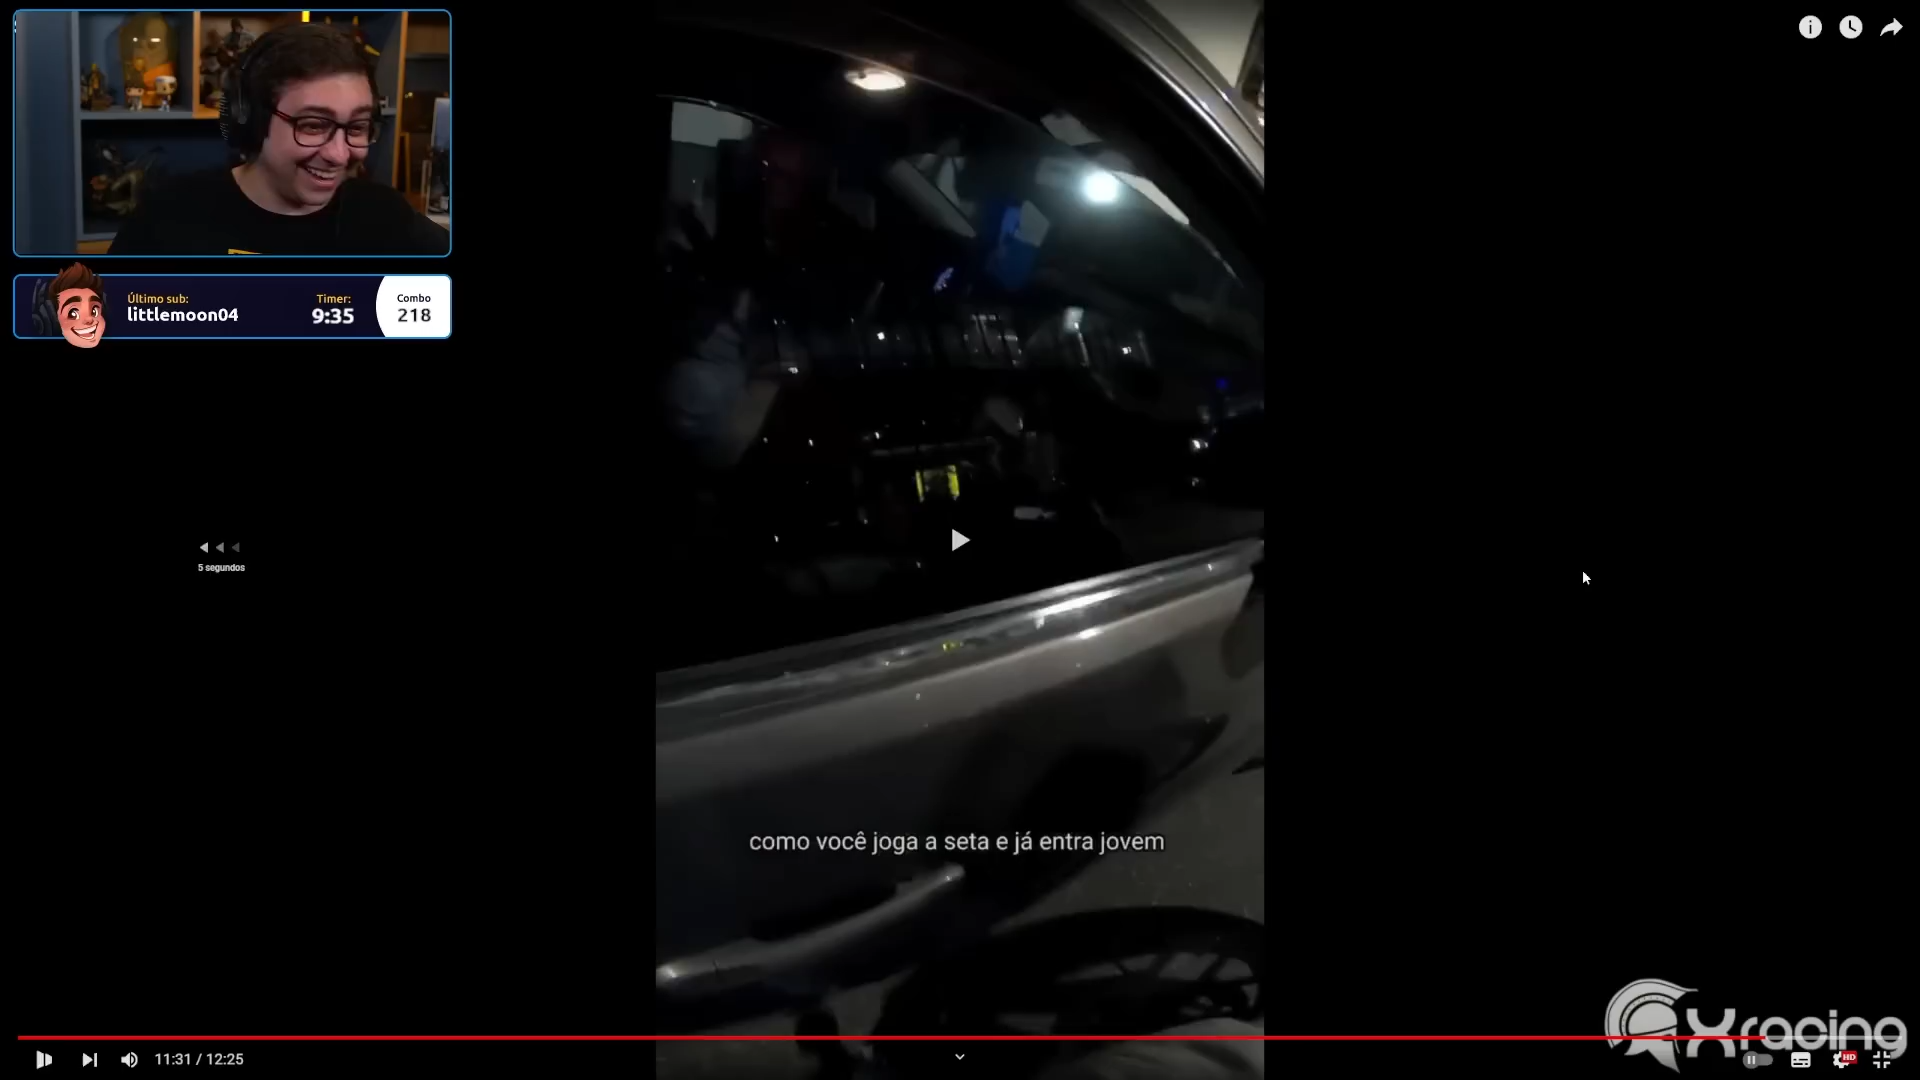 Último sub:
littlemoon04
Timer:
9:35
Combo
218
5 segundos
como você joga a seta e já entra jovem
Xracing
11:31 / 12:25
HD